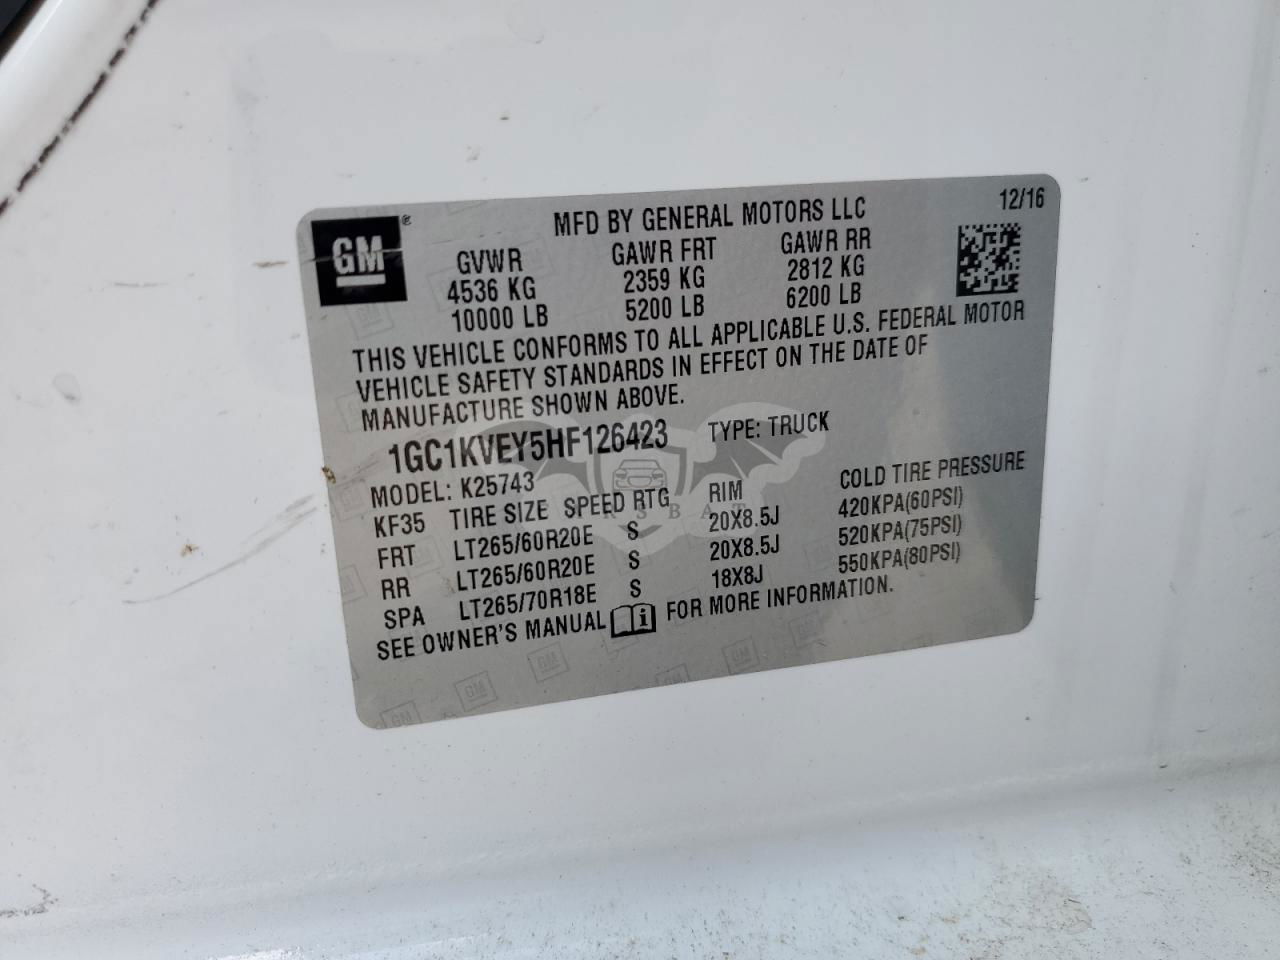 GM®
MFD BY GENERAL MOTORS LLC 12/16
GVWR GAWR FRT GAWR RR
4536 KG 2359 KG 2812 KG
10000 LB 5200 LB 6200 LB
THIS VEHICLE CONFORMS TO ALL APPLICABLE U.S. FEDERAL MOTOR
VEHICLE SAFETY STANDARDS IN EFFECT ON THE DATE OF
MANUFACTURE SHOWN ABOVE.
1GC1KVEY5HF126423 TYPE: TRUCK
MODEL: K25743
KF35 TIRE SIZE SPEED RTG RIM COLD TIRE PRESSURE
FRT LT265/60R20E S 20X8.5J 420KPA(60PSI)
RR LT265/60R20E S 20X8.5J 520KPA(75PSI)
SPA LT265/70R18E S 18X8J 550KPA(80PSI)
SEE OWNER'S MANUAL FOR MORE INFORMATION.
GM GM GM GM